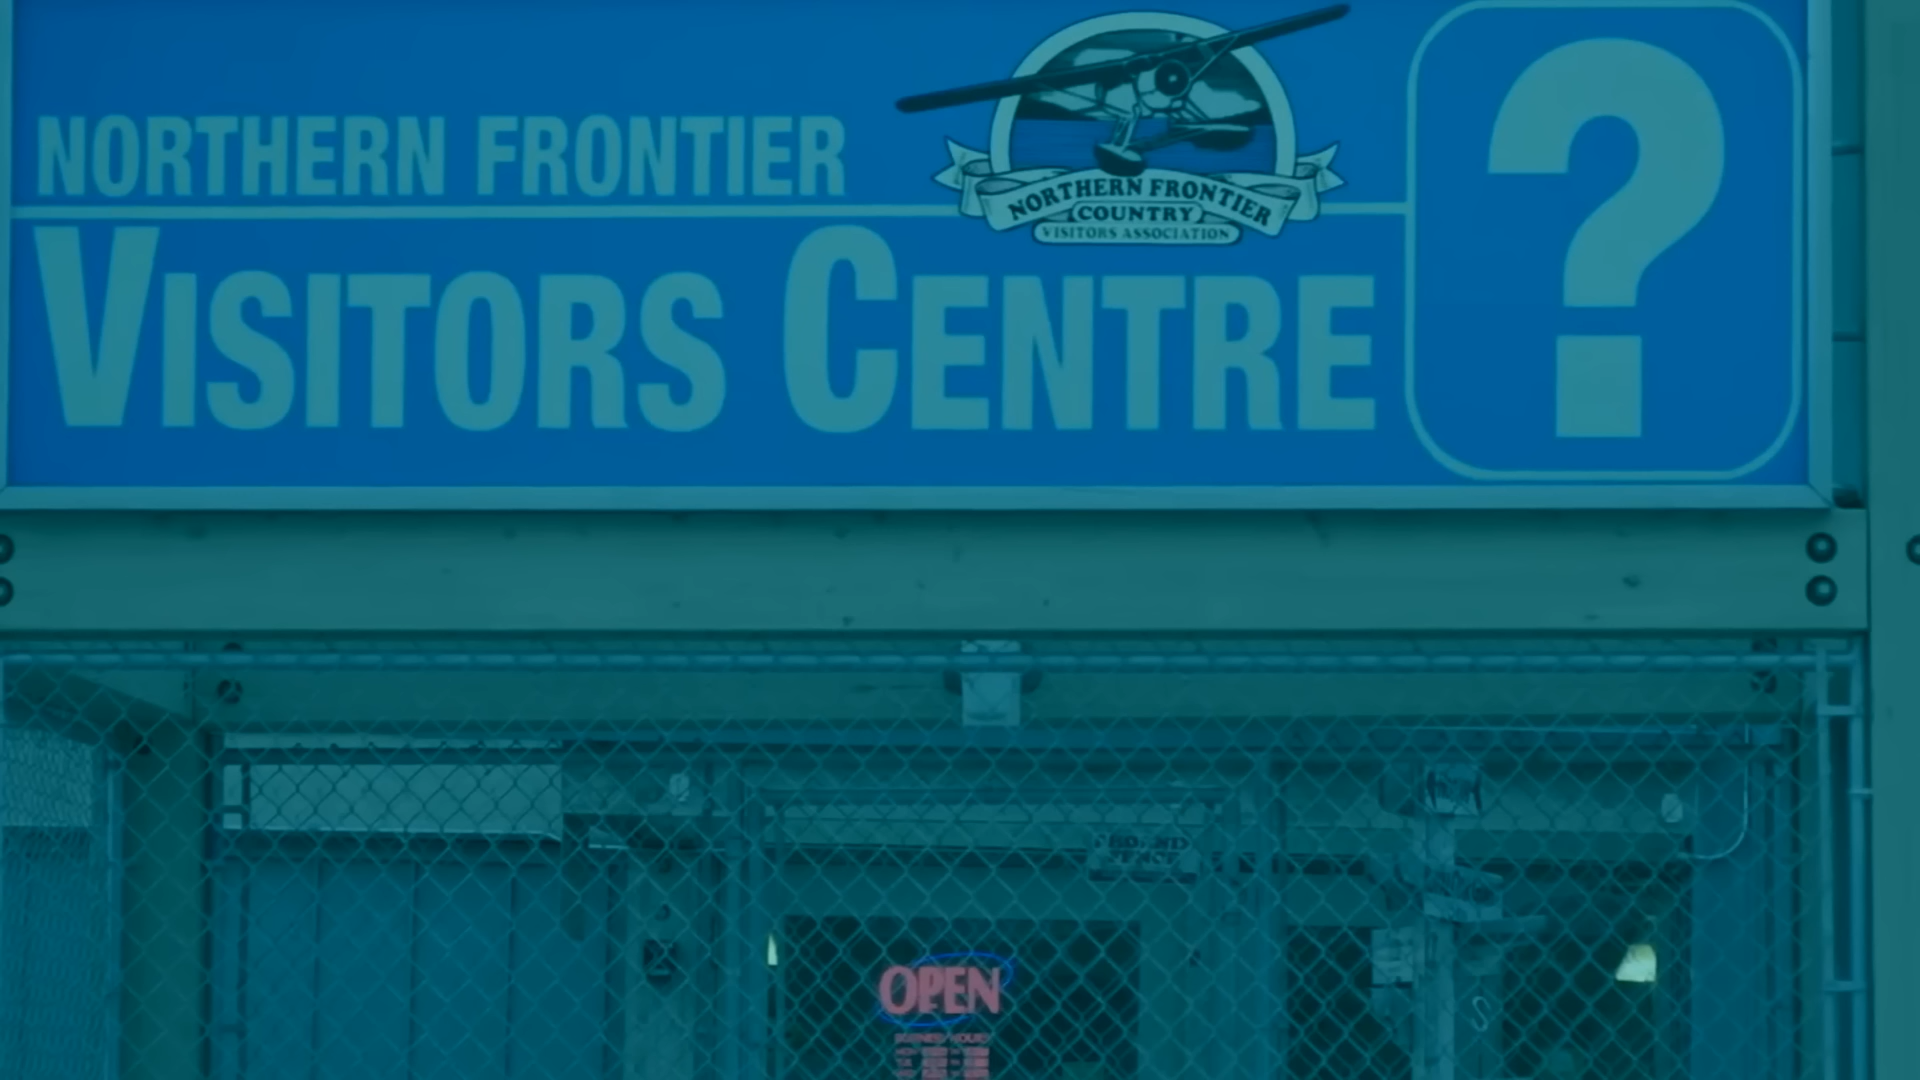 NORTHERN FRONTIER
VISITORS CENTRE
?
NORTHERN FRONTIER
COUNTRY
VISITORS ASSOCIATION
OPEN